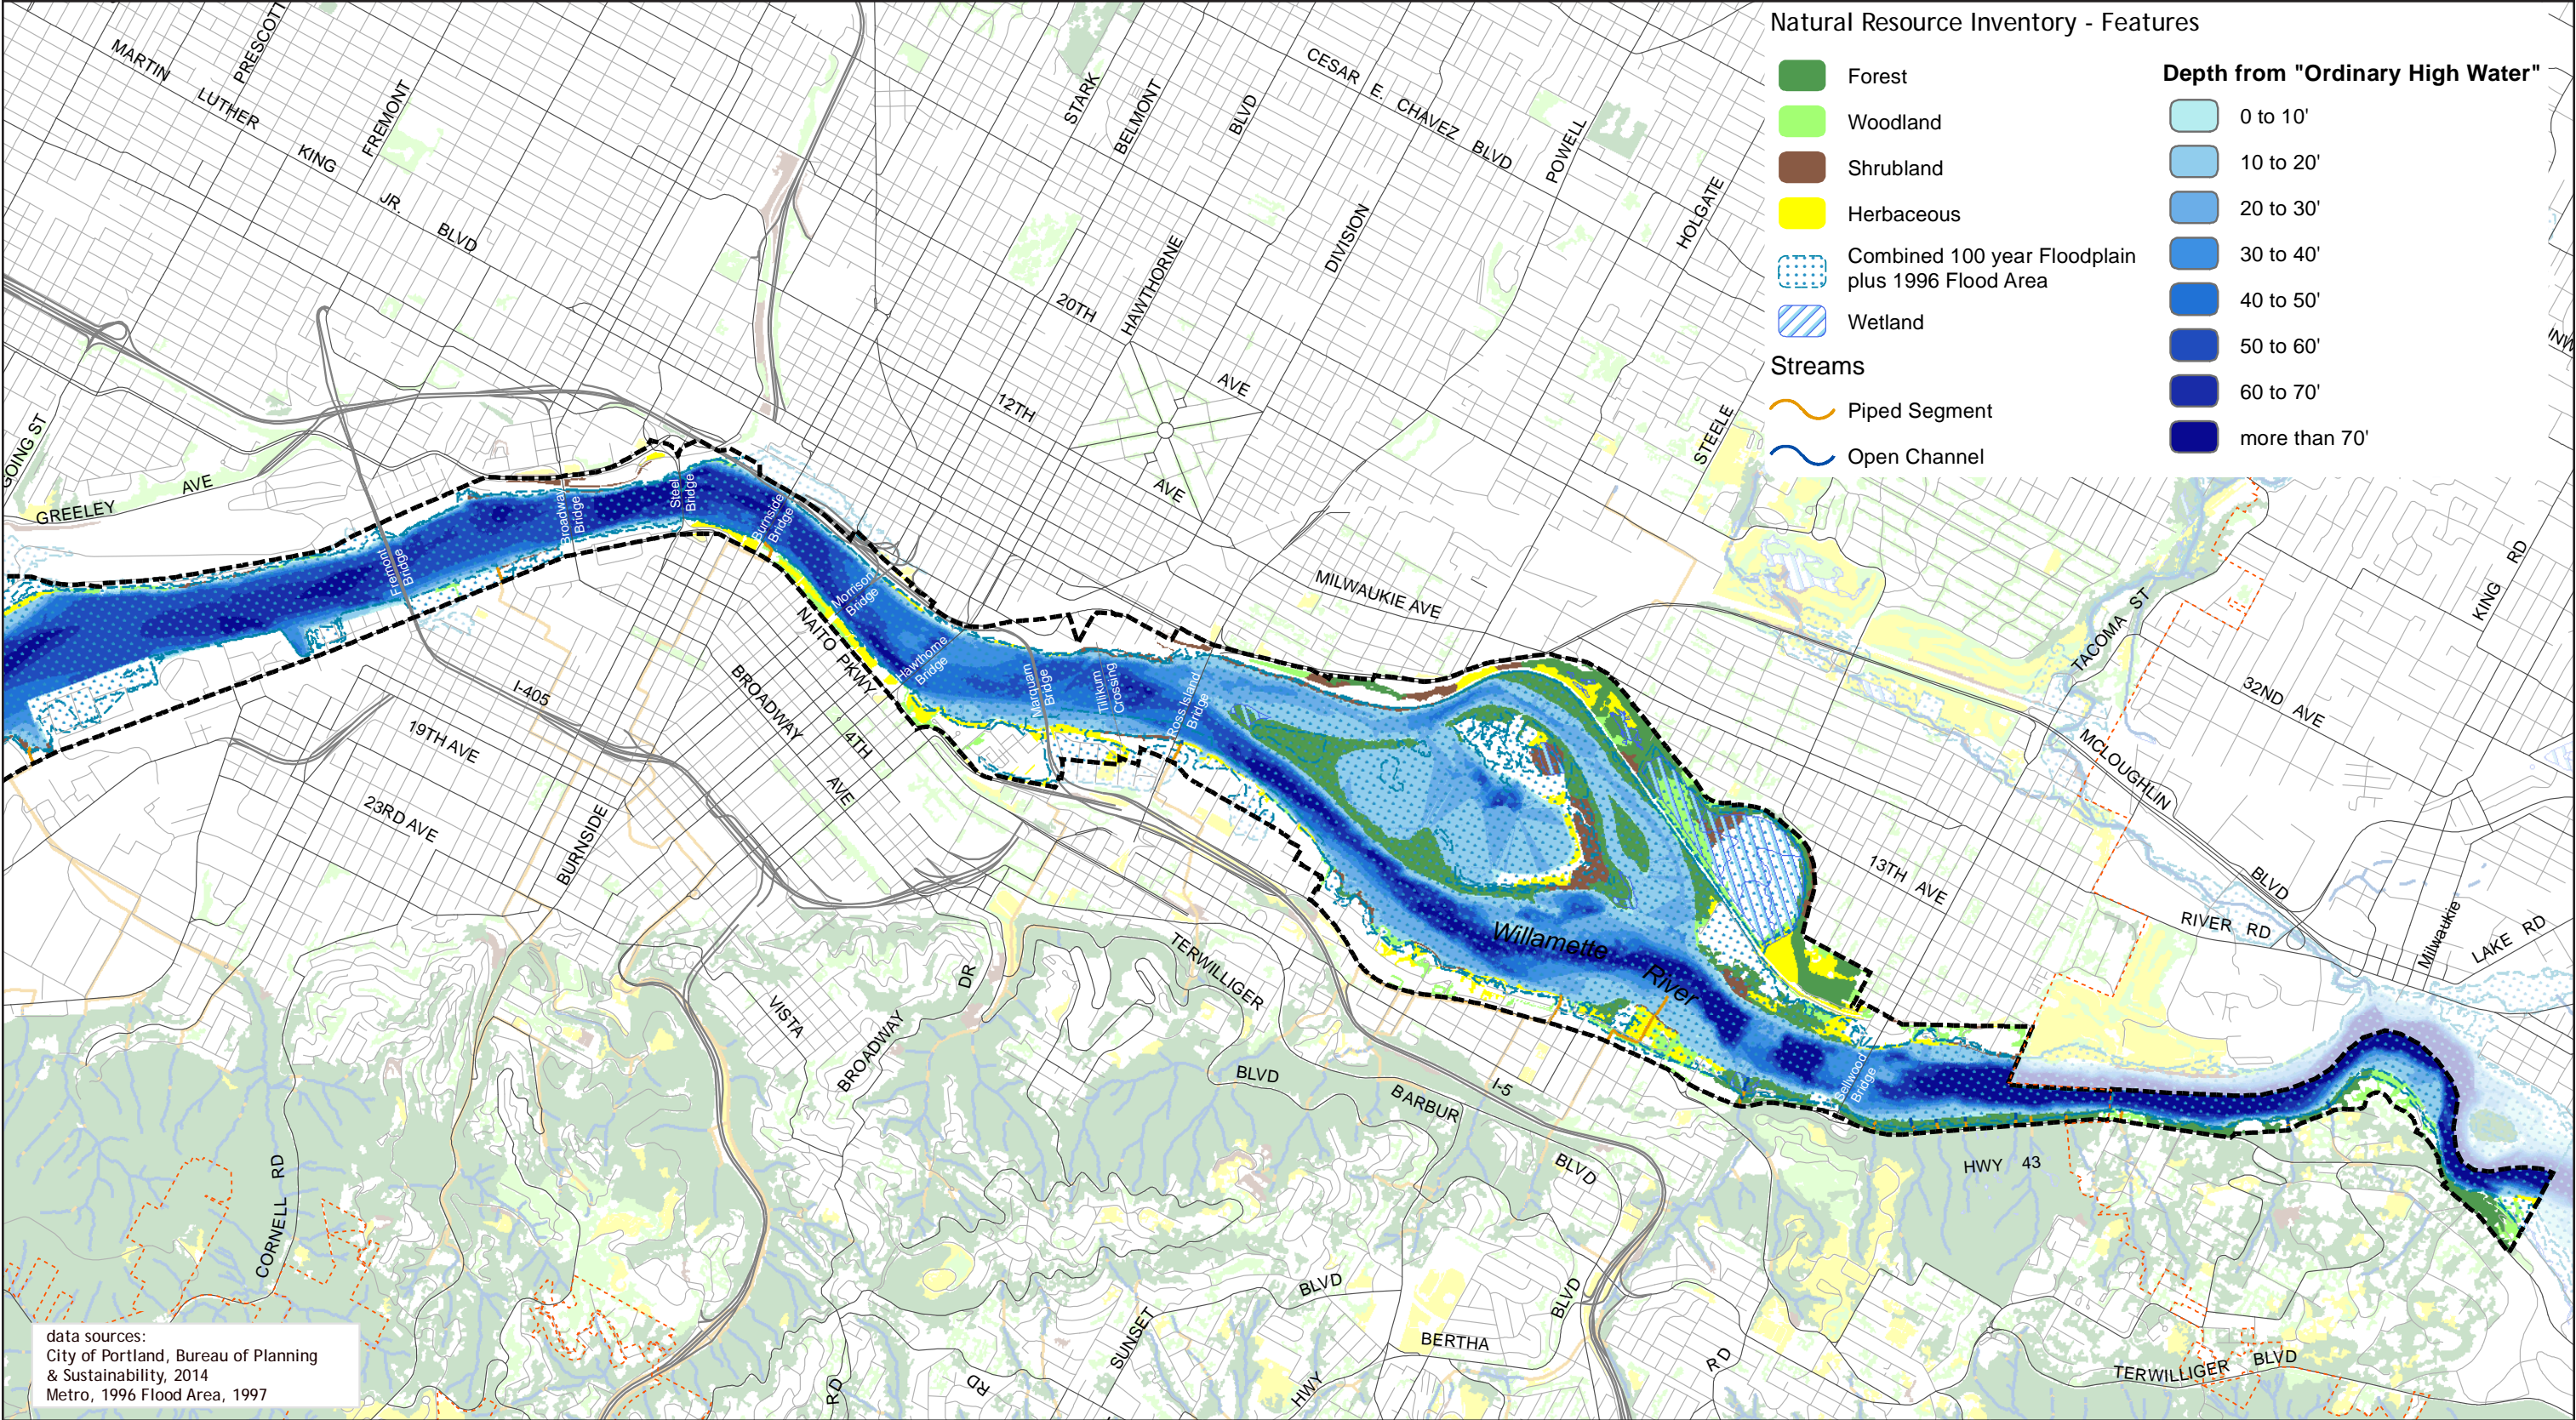 Natural Resource Inventory - Features
Forest
Woodland
Shrubland
Herbaceous
Combined 100 year Floodplain
plus 1996 Flood Area
Wetland
Streams
Piped Segment
Open Channel
Depth from "Ordinary High Water"
0 to 10'
10 to 20'
20 to 30'
30 to 40'
40 to 50'
50 to 60'
60 to 70'
more than 70'
MARTIN
LUTHER
KING
JR.
BLVD
PRESCOTT
FREMONT
STARK
BELMONT
BLVD
CESAR E. CHAVEZ BLVD
POWELL
HOLGATE
DIVISION
HAWTHORNE
20TH
AVE
12TH
AVE
STEELE
GOING ST
GREELEY
AVE
Fremont
Bridge
Broadway
Bridge
Steel
Bridge
Burnside
Bridge
Morrison
Bridge
Hawthorne
Bridge
Marquam
Bridge
Tilikum
Crossing
Ross Island
Bridge
Sellwood
Bridge
MILWAUKIE AVE
KING RD
TACOMA ST
32ND AVE
MCLOUGHLIN
BLVD
13TH AVE
RIVER RD
Milwaukie
LAKE RD
NAITO PKWY
BROADWAY
4TH
AVE
I-405
19TH AVE
23RD AVE
BURNSIDE
Willamette
River
TERWILLIGER
BLVD
BARBUR
BLVD
I-5
VISTA
BROADWAY
DR
HWY 43
CORNELL RD
SUNSET
BLVD
HWY
BERTHA
BLVD
RD
RD
RD
TERWILLIGER BLVD
data sources:
City of Portland, Bureau of Planning
& Sustainability, 2014
Metro, 1996 Flood Area, 1997